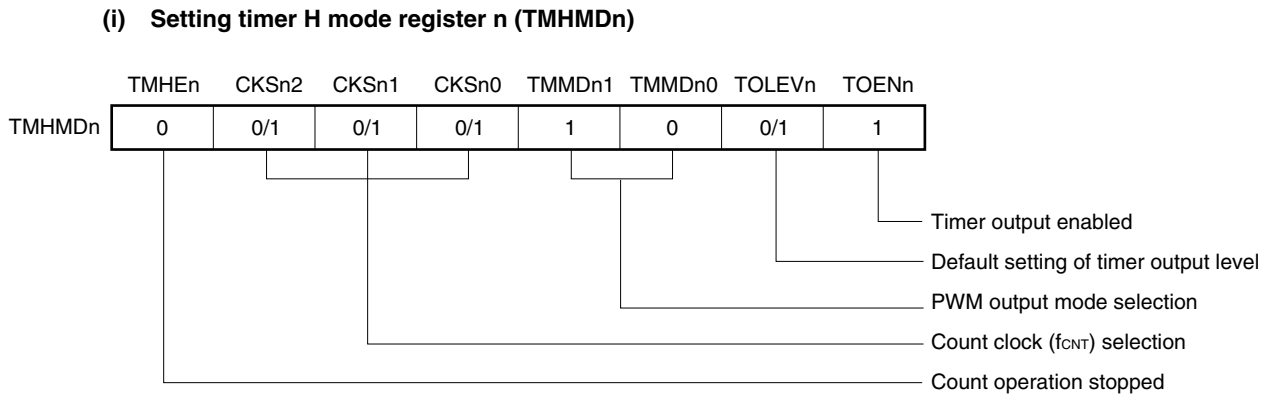 (i) Setting timer H mode register n (TMHMDn)
TMHEn CKSn2 CKSn1 CKSn0 TMMDn1 TMMDn0 TOLEVn TOENn
TMHMDn 0 0/1 0/1 0/1 1 0 0/1 1
Timer output enabled
Default setting of timer output level
PWM output mode selection
Count clock (fCNT) selection
Count operation stopped